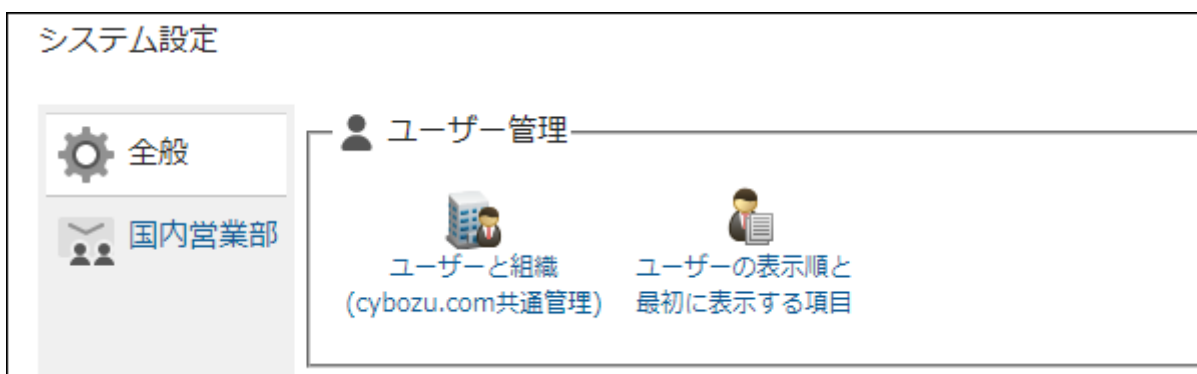 システム設定
全般
国内営業部
ユーザー管理
ユーザーと組織
(cybozu.com共通管理)
ユーザーの表示順と
最初に表示する項目